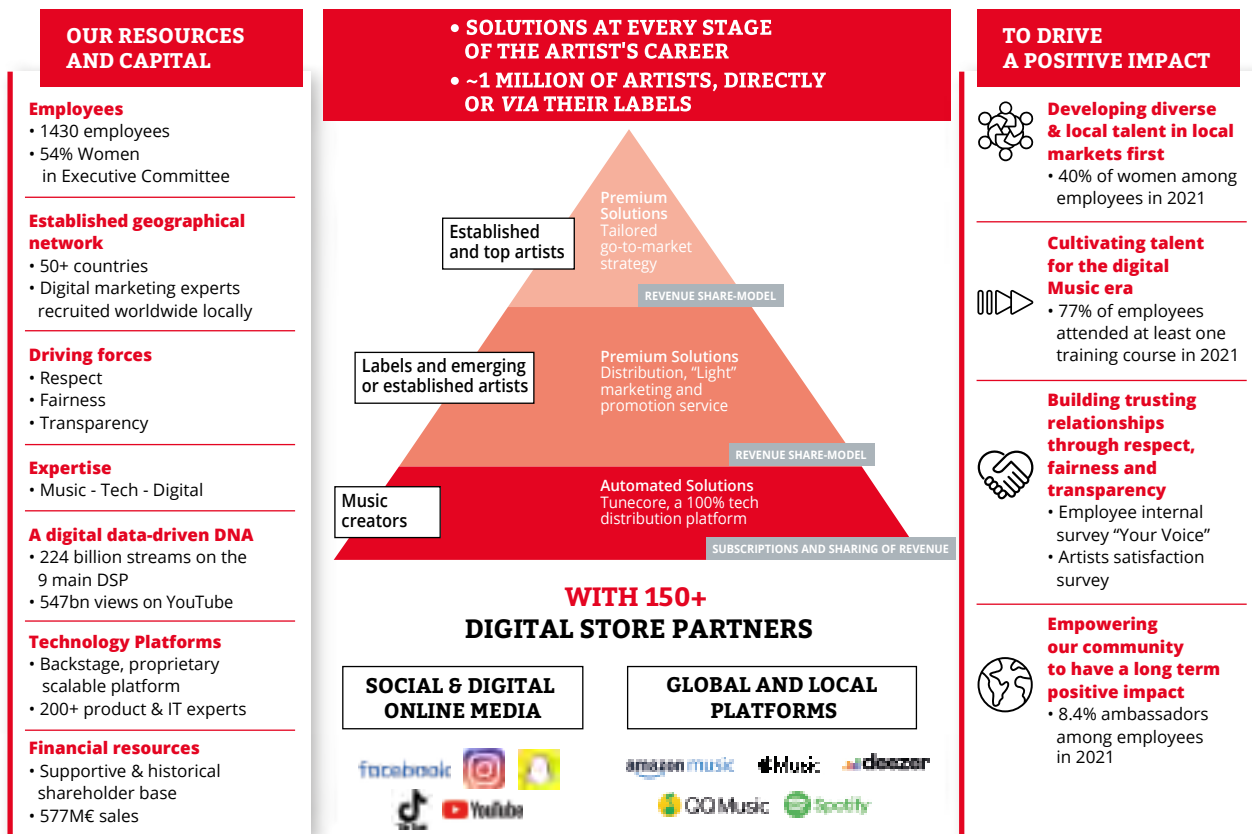 OUR RESOURCES
AND CAPITAL
Employees
• 1430 employees
• 54% Women
in Executive Committee
Established geographical
network
• 50+ countries
• Digital marketing experts
recruited worldwide locally
Driving forces
• Respect
• Fairness
• Transparency
Expertise
• Music - Tech - Digital
A digital data-driven DNA
• 224 billion streams on the
9 main DSP
• 547bn views on YouTube
Technology Platforms
• Backstage, proprietary
scalable platform
• 200+ product & IT experts
Financial resources
• Supportive & historical
shareholder base
• 577M€ sales
• SOLUTIONS AT EVERY STAGE
OF THE ARTIST'S CAREER
• ~1 MILLION OF ARTISTS, DIRECTLY
OR VIA THEIR LABELS
Established
and top artists
Premium
Solutions
Tailored
go-to-market
strategy
REVENUE SHARE-MODEL
Labels and emerging
or established artists
Premium Solutions
Distribution, “Light”
marketing and
promotion service
REVENUE SHARE-MODEL
Music
creators
Automated Solutions
Tunecore, a 100% tech
distribution platform
SUBSCRIPTIONS AND SHARING OF REVENUE
WITH 150+
DIGITAL STORE PARTNERS
SOCIAL & DIGITAL
ONLINE MEDIA
facebook
YouTube
GLOBAL AND LOCAL
PLATFORMS
amazon music
Music
deezer
QQ Music
Spotify
TO DRIVE
A POSITIVE IMPACT
Developing diverse
& local talent in local
markets first
• 40% of women among
employees in 2021
Cultivating talent
for the digital
Music era
• 77% of employees
attended at least one
training course in 2021
Building trusting
relationships
through respect,
fairness and
transparency
• Employee internal
survey “Your Voice”
• Artists satisfaction
survey
Empowering
our community
to have a long term
positive impact
• 8.4% ambassadors
among employees
in 2021